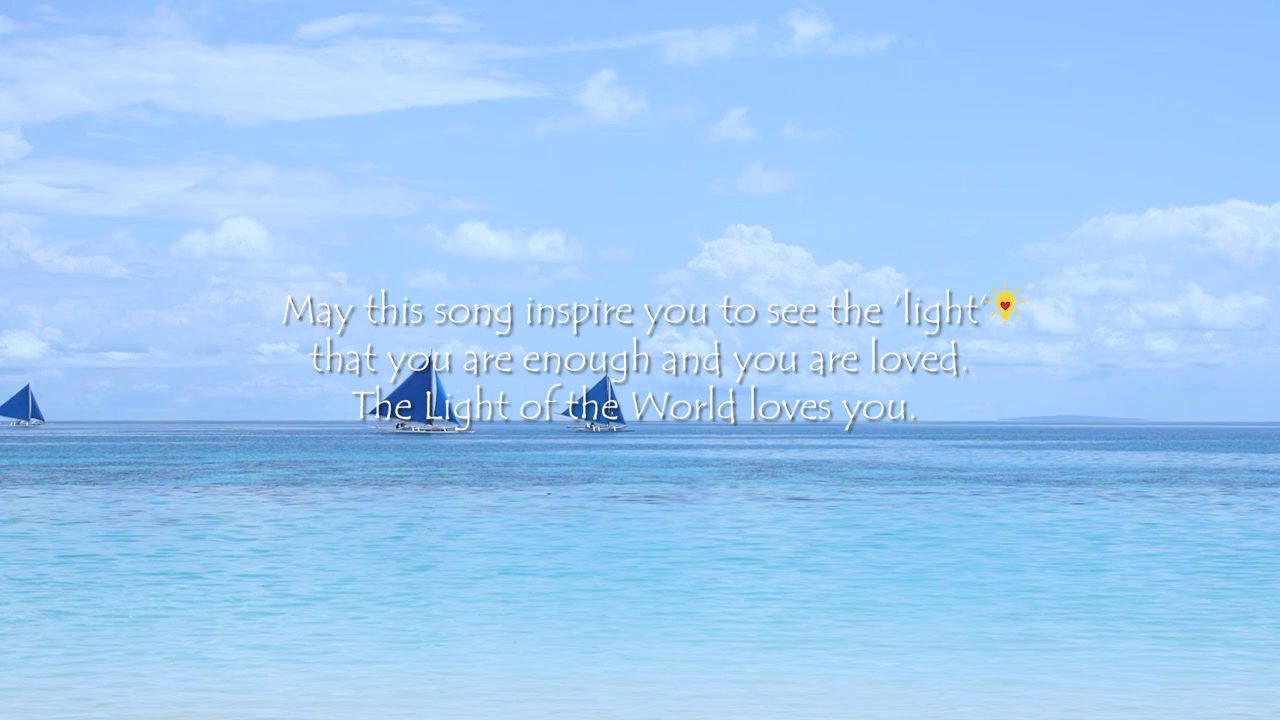 May this song inspire you to see the ‘light’
that you are enough and you are loved.
The Light of the World loves you.